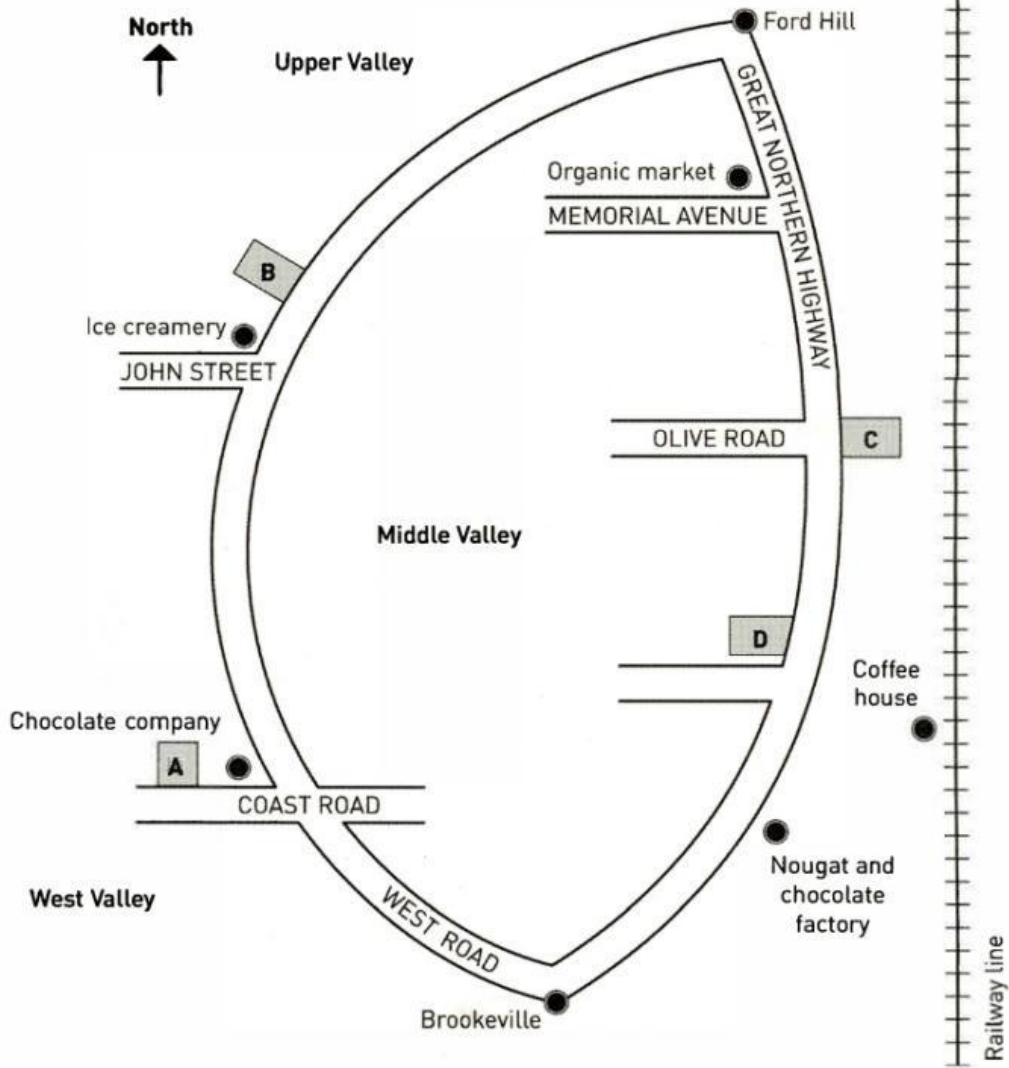 North
Ford Hill
Upper Valley
GREAT NORTHERN HIGHWAY
Organic market
MEMORIAL AVENUE
B
Ice creamery
JOHN STREET
OLIVE ROAD
C
Middle Valley
D
Coffee
house
Chocolate company
A
COAST ROAD
Nougat and
chocolate
factory
West Valley
WEST ROAD
Brookeville
Railway line